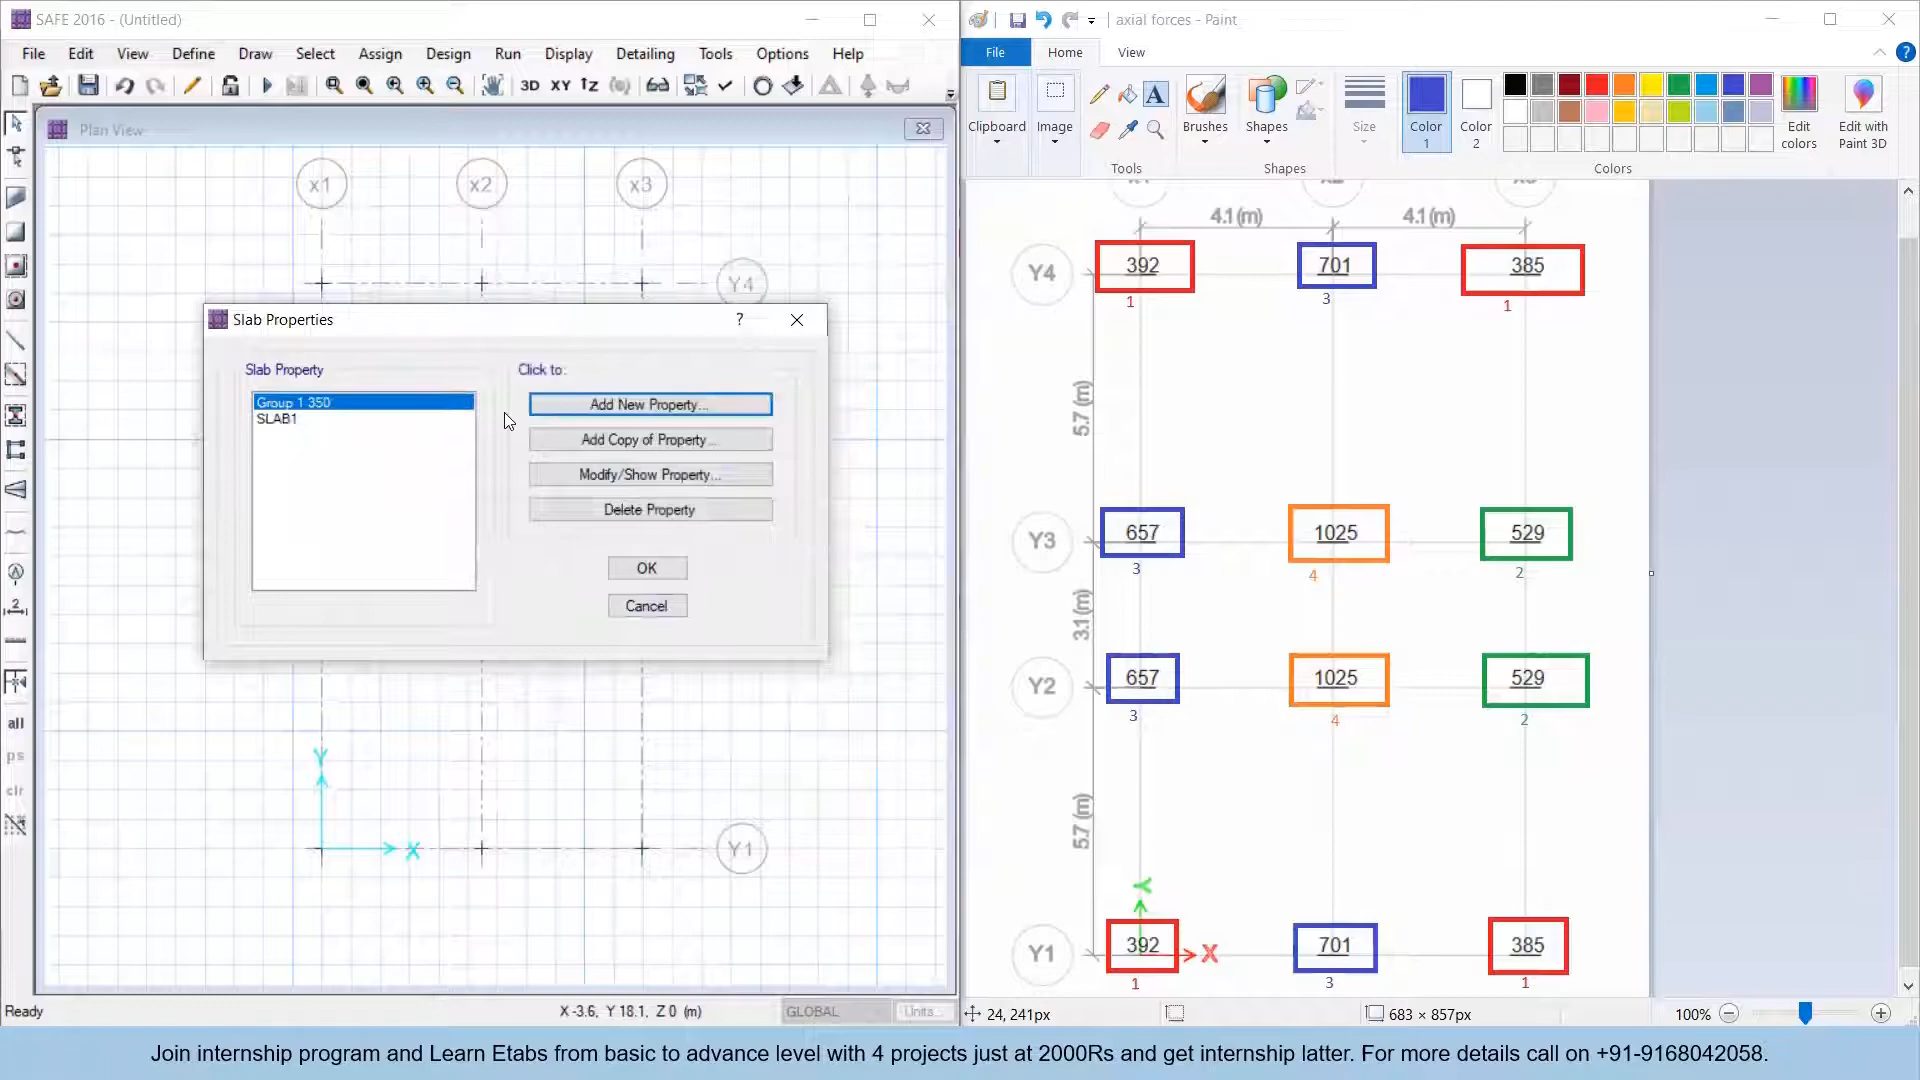 SAFE 2016 - (Untitled)
File Edit View Define Draw Select Assign Design Run Display Detailing Tools Options Help
3D XY
Plan View
x1 x2 x3
Y4
Slab Properties ?
Slab Property
Group 1 350
SLAB1
Click to:
Add New Property...
Add Copy of Property...
Modify/Show Property...
Delete Property
OK
Cancel
all
ps
clr
Y
X
Y1
Ready
X -3.6, Y 18.1, Z 0 (m)
GLOBAL
Units...
axial forces - Paint
File Home View
Clipboard
Image
A
Tools
Brushes
Shapes
Shapes
Size
Color 1
Color 2
Edit colors
Edit with Paint 3D
Colors
4.1 (m) 4.1 (m)
Y4 392 701 385
1 3 1
5.7 (m)
Y3 657 1025 529
3 4 2
3.1 (m)
Y2 657 1025 529
3 4 2
5.7 (m)
Y
Y1 392 X 701 385
1 3 1
24, 241px
683 × 857px
100%
Join internship program and Learn Etabs from basic to advance level with 4 projects just at 2000Rs and get internship latter. For more details call on +91-9168042058.